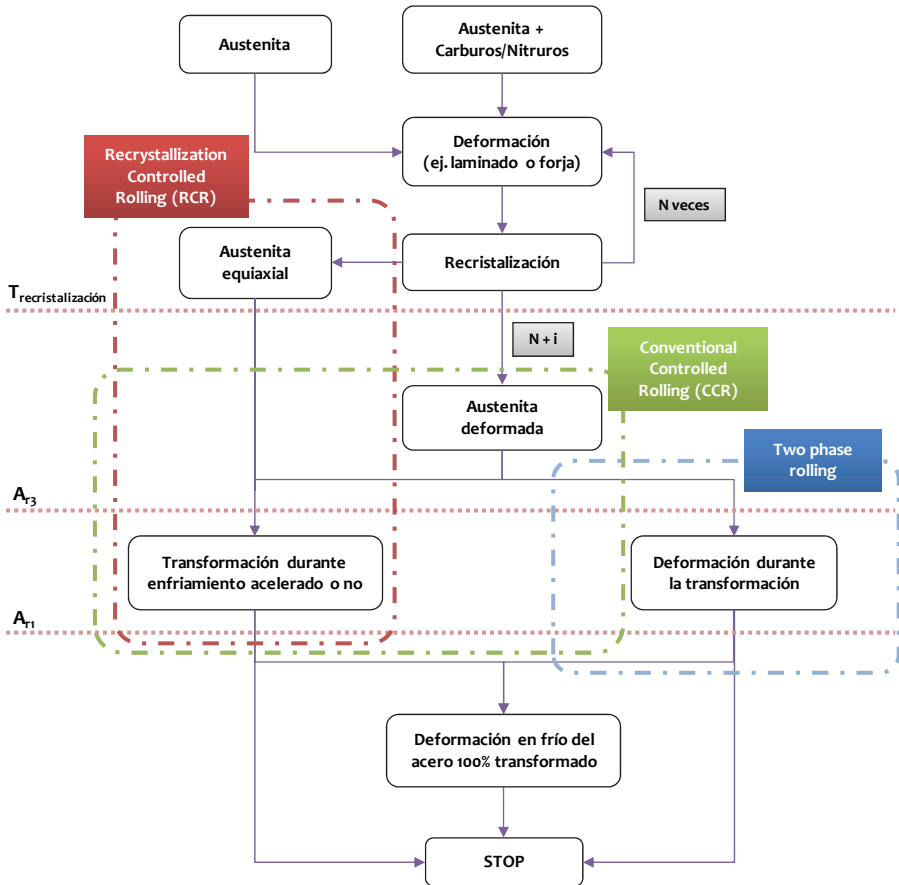 Austenita
Austenita +
Carburos/Nitruros
Recrystallization
Controlled
Rolling (RCR)
Deformación
(ej. laminado o forja)
N veces
Austenita
equiaxial
Recristalización
Trecristalización
N + i
Conventional
Controlled
Rolling (CCR)
Austenita
deformada
Two phase
rolling
Ar3
Transformación durante
enfriamiento acelerado o no
Deformación durante
la transformación
Ar1
Deformación en frío del
acero 100% transformado
STOP